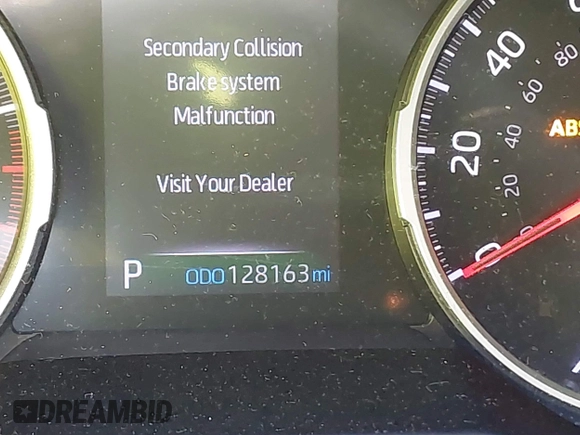 Secondary Collision
Brake system
Malfunction
Visit Your Dealer
P ODO 128163 mi
40
80
60
ABS
20
40
20
0
0
DREAMBID